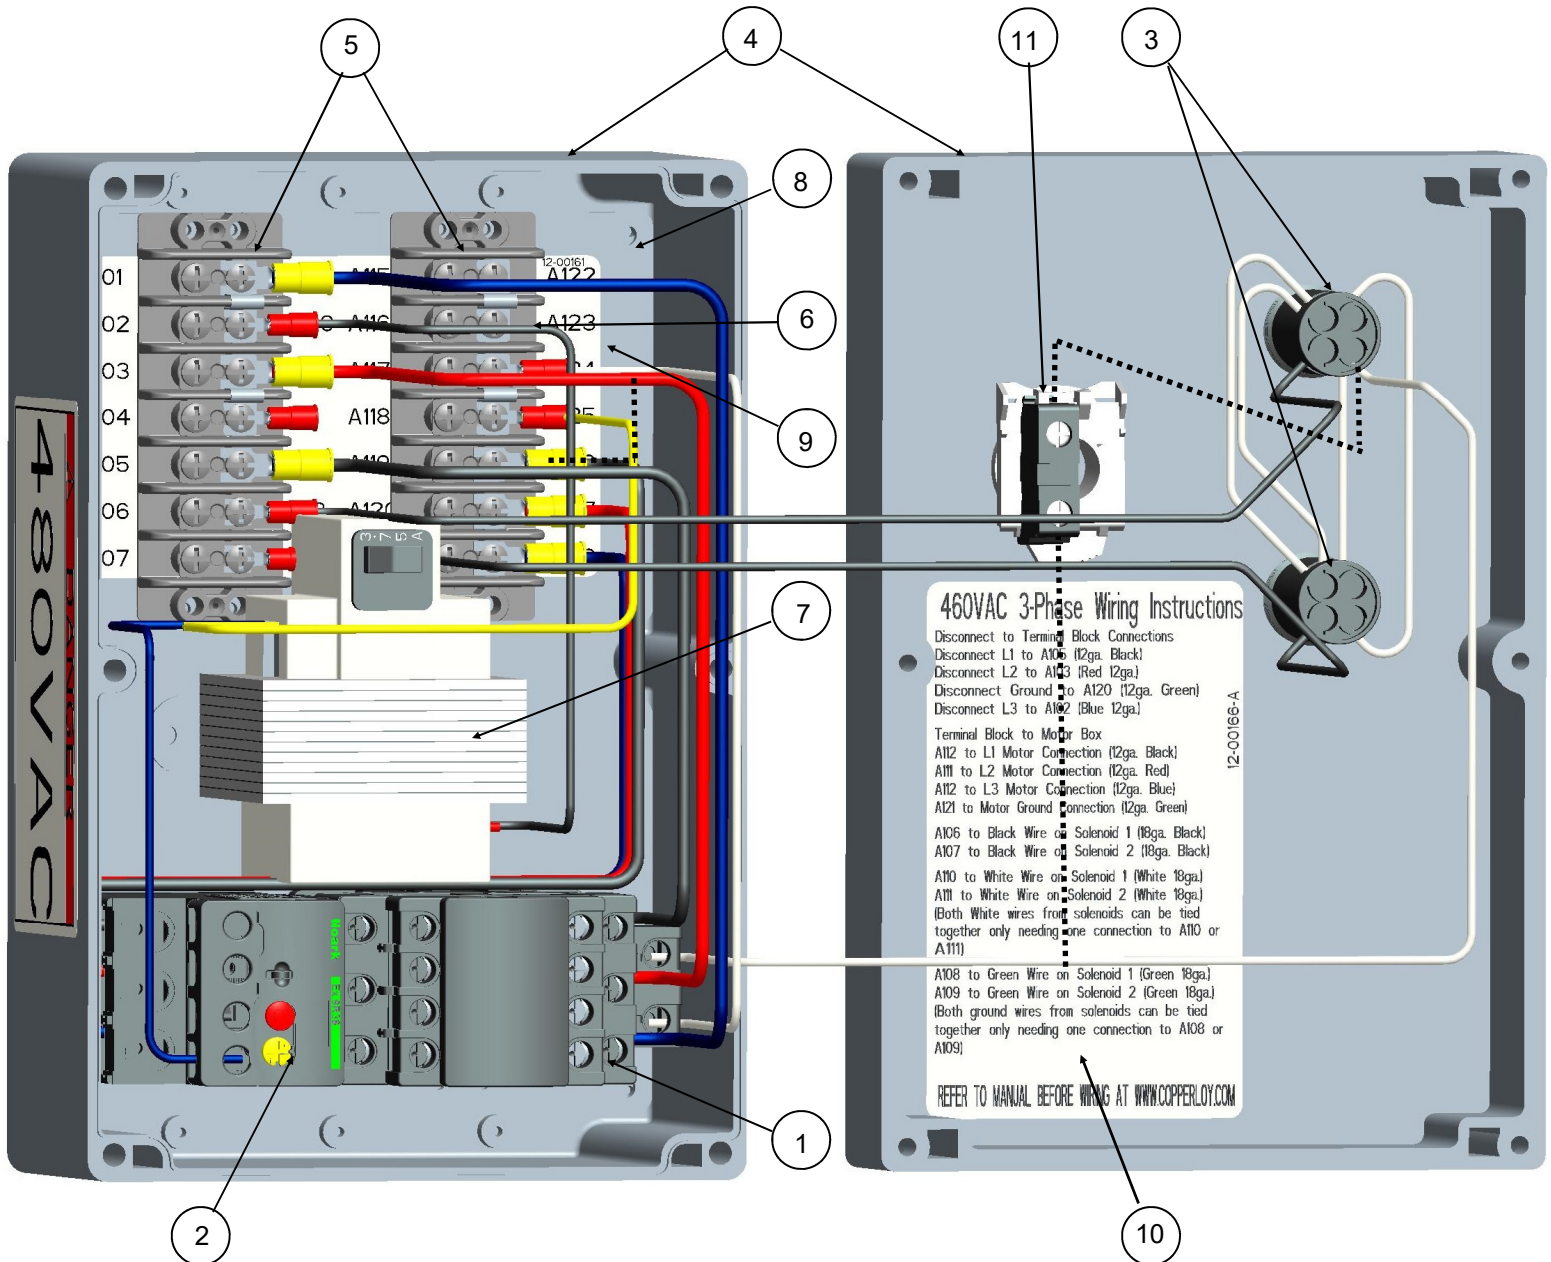 5
4
11
3
8
6
9
7
1
2
10
01
02
03
04
05
06
07
A118
12-00161
A122
A123
3.7
5
A
480VAC
Noark
460VAC 3-Phase Wiring Instructions
Disconnect to Terminal Block Connections
Disconnect L1 to A105 (12ga. Black)
Disconnect L2 to A103 (Red 12ga.)
Disconnect Ground to A120 (12ga. Green)
Disconnect L3 to A102 (Blue 12ga.)
Terminal Block to Motor Box
A112 to L1 Motor Connection (12ga. Black)
A111 to L2 Motor Connection (12ga. Red)
A112 to L3 Motor Connection (12ga. Blue)
A121 to Motor Ground Connection (12ga. Green)
A106 to Black Wire on Solenoid 1 (18ga. Black)
A107 to Black Wire on Solenoid 2 (18ga. Black)
A110 to White Wire on Solenoid 1 (White 18ga.)
A111 to White Wire on Solenoid 2 (White 18ga.)
(Both White wires from solenoids can be tied
together only needing one connection to A110 or
A111)
A108 to Green Wire on Solenoid 1 (Green 18ga.)
A109 to Green Wire on Solenoid 2 (Green 18ga.)
(Both ground wires from solenoids can be tied
together only needing one connection to A108 or
A109)
12-00166-A
REFER TO MANUAL BEFORE WIRING AT WWW.COPPERLOY.COM